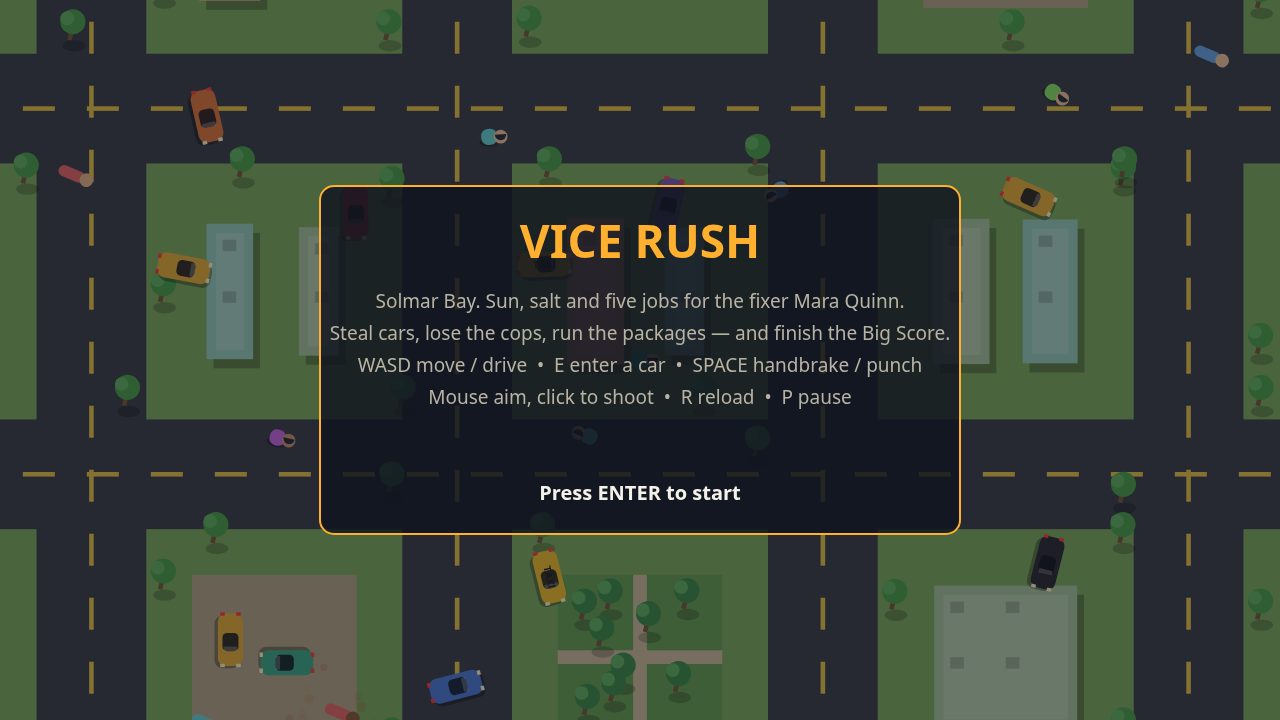 VICE RUSH
Solmar Bay. Sun, salt and five jobs for the fixer Mara Quinn.
Steal cars, lose the cops, run the packages — and finish the Big Score.
WASD move / drive • E enter a car • SPACE handbrake / punch
Mouse aim, click to shoot • R reload • P pause
Press ENTER to start